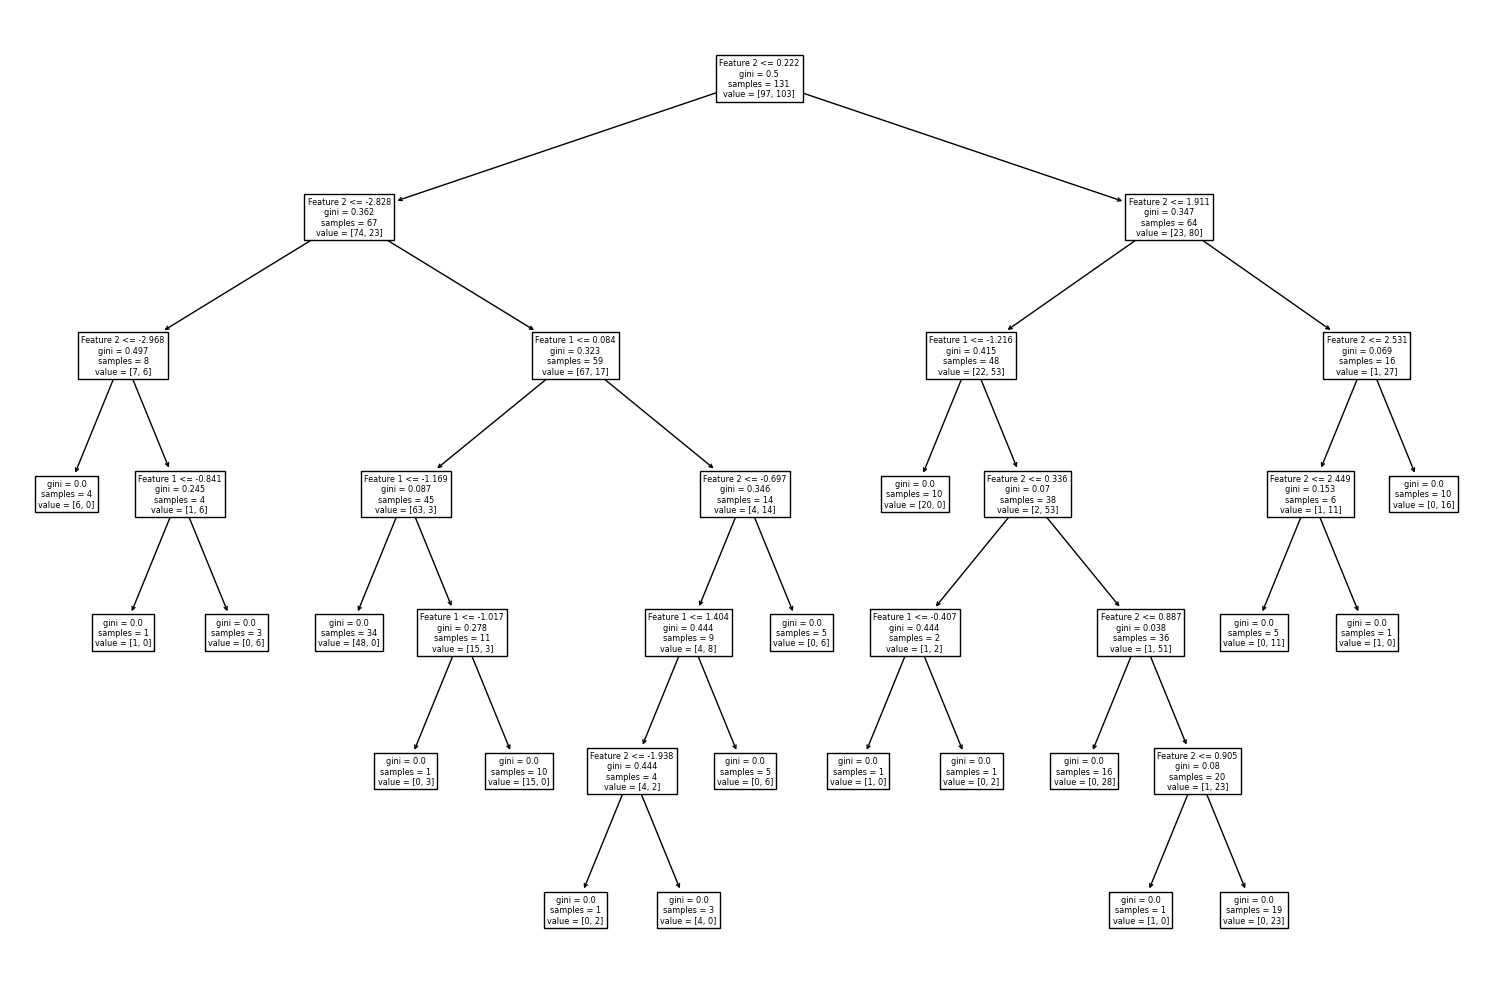 Feature 2 <= 0.222
gini = 0.5
samples = 131
value = [97, 103]
Feature 2 <= -2.828
gini = 0.362
samples = 67
value = [74, 23]
Feature 2 <= 1.911
gini = 0.347
samples = 64
value = [23, 80]
Feature 2 <= -2.968
gini = 0.497
samples = 8
value = [7, 6]
Feature 1 <= 0.084
gini = 0.323
samples = 59
value = [67, 17]
Feature 1 <= -1.216
gini = 0.415
samples = 48
value = [22, 53]
Feature 2 <= 2.531
gini = 0.069
samples = 16
value = [1, 27]
gini = 0.0
samples = 4
value = [6, 0]
Feature 1 <= -0.841
gini = 0.245
samples = 4
value = [1, 6]
Feature 1 <= -1.169
gini = 0.087
samples = 45
value = [63, 3]
Feature 2 <= -0.697
gini = 0.346
samples = 14
value = [4, 14]
gini = 0.0
samples = 10
value = [20, 0]
Feature 2 <= 0.336
gini = 0.07
samples = 38
value = [2, 53]
Feature 2 <= 2.449
gini = 0.153
samples = 6
value = [1, 11]
gini = 0.0
samples = 10
value = [0, 16]
gini = 0.0
samples = 1
value = [1, 0]
gini = 0.0
samples = 3
value = [0, 6]
gini = 0.0
samples = 34
value = [48, 0]
Feature 1 <= -1.017
gini = 0.278
samples = 11
value = [15, 3]
Feature 1 <= 1.404
gini = 0.444
samples = 9
value = [4, 8]
gini = 0.0
samples = 5
value = [0, 6]
Feature 1 <= -0.407
gini = 0.444
samples = 2
value = [1, 2]
Feature 2 <= 0.887
gini = 0.038
samples = 36
value = [1, 51]
gini = 0.0
samples = 5
value = [0, 11]
gini = 0.0
samples = 1
value = [1, 0]
gini = 0.0
samples = 1
value = [0, 3]
gini = 0.0
samples = 10
value = [15, 0]
Feature 2 <= -1.938
gini = 0.444
samples = 4
value = [4, 2]
gini = 0.0
samples = 5
value = [0, 6]
gini = 0.0
samples = 1
value = [1, 0]
gini = 0.0
samples = 1
value = [0, 2]
gini = 0.0
samples = 16
value = [0, 28]
Feature 2 <= 0.905
gini = 0.08
samples = 20
value = [1, 23]
gini = 0.0
samples = 1
value = [0, 2]
gini = 0.0
samples = 3
value = [4, 0]
gini = 0.0
samples = 1
value = [1, 0]
gini = 0.0
samples = 19
value = [0, 23]